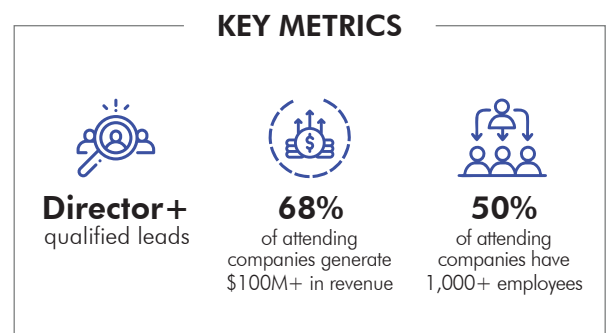 KEY METRICS
$
Director+
qualified leads
68%
of attending
companies generate
$100M+ in revenue
50%
of attending
companies have
1,000+ employees